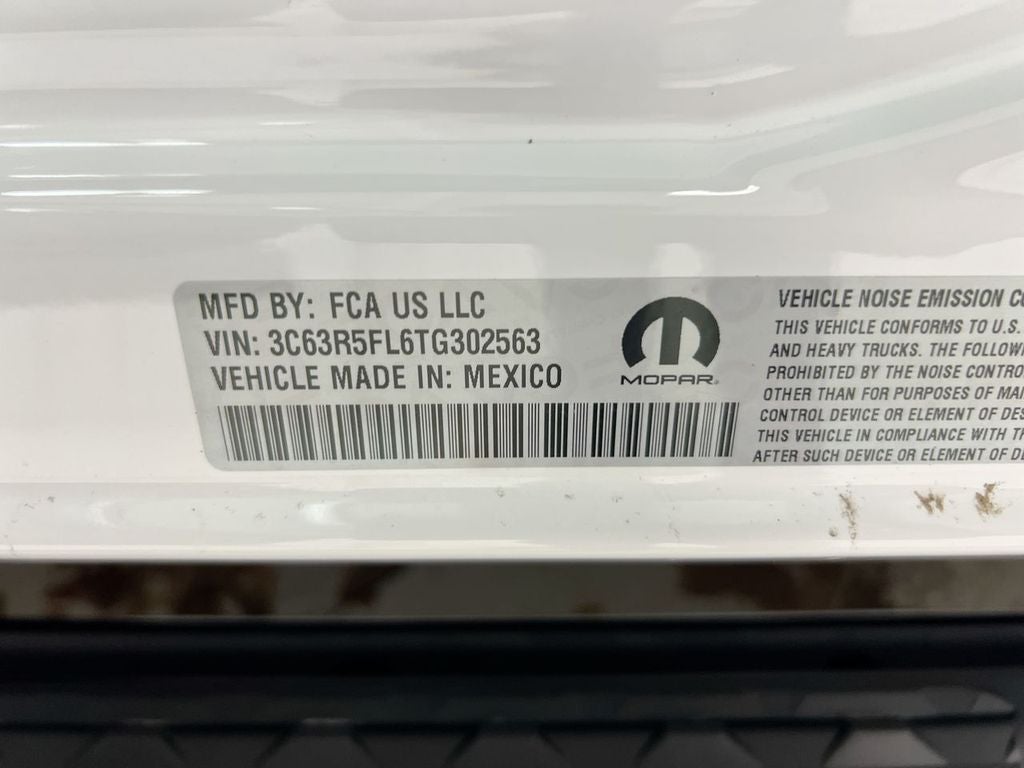 MFD BY: FCA US LLC
VIN: 3C63R5FL6TG302563
VEHICLE MADE IN: MEXICO
MOPAR
VEHICLE NOISE EMISSION
THIS VEHICLE CONFORMS TO U.S.
AND HEAVY TRUCKS. THE
PROHIBITED BY THE NOISE
OTHER THAN FOR PURPOSES OF
CONTROL DEVICE OR ELEMENT OF
THIS VEHICLE IN COMPLIANCE WITH
AFTER SUCH DEVICE OR ELEMENT OF